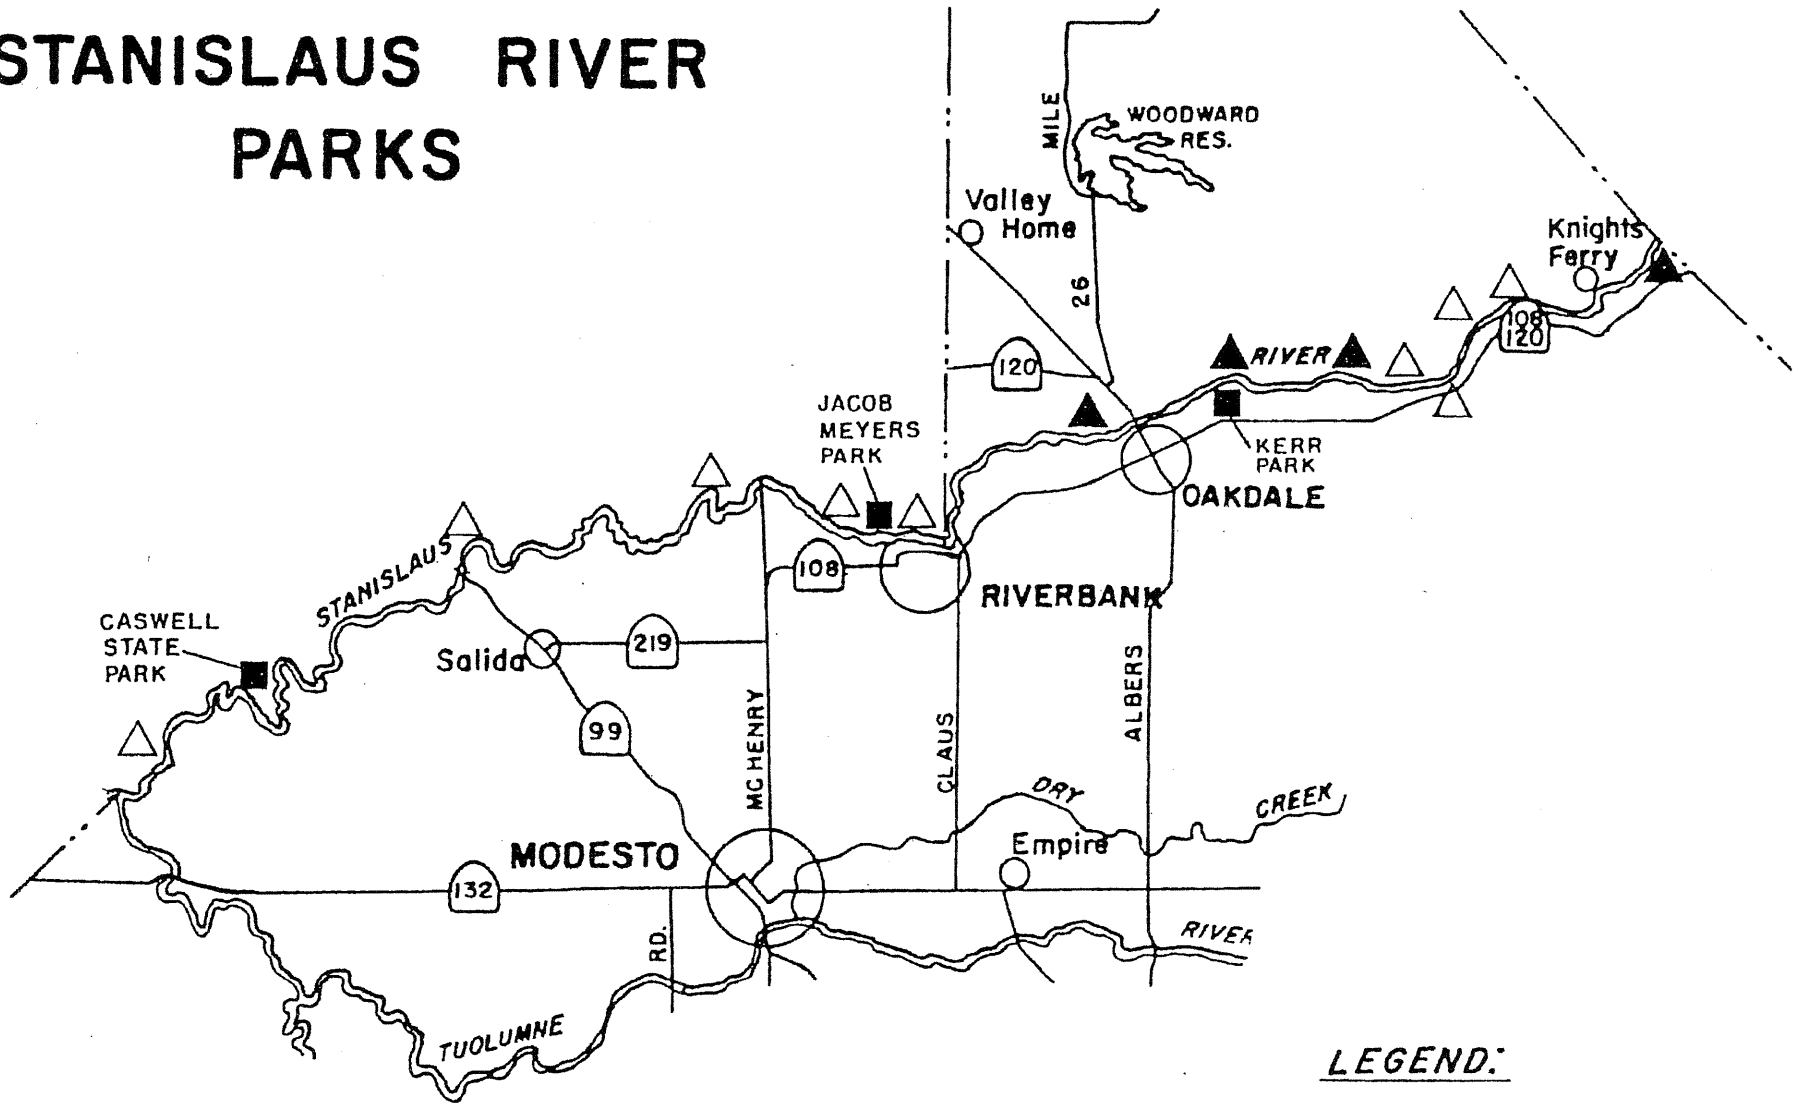 STANISLAUS RIVER
PARKS
MILE
WOODWARD
RES.
Valley
Home
26
Knights
Ferry
108
120
120
RIVER
JACOB
MEYERS
PARK
KERR
PARK
OAKDALE
STANISLAUS
108
RIVERBANK
CASWELL
STATE
PARK
Salida
219
99
MCHENRY
CLAUS
ALBERS
DRY
CREEK
MODESTO
Empire
132
RD.
RIVER
TUOLUMNE
LEGEND: